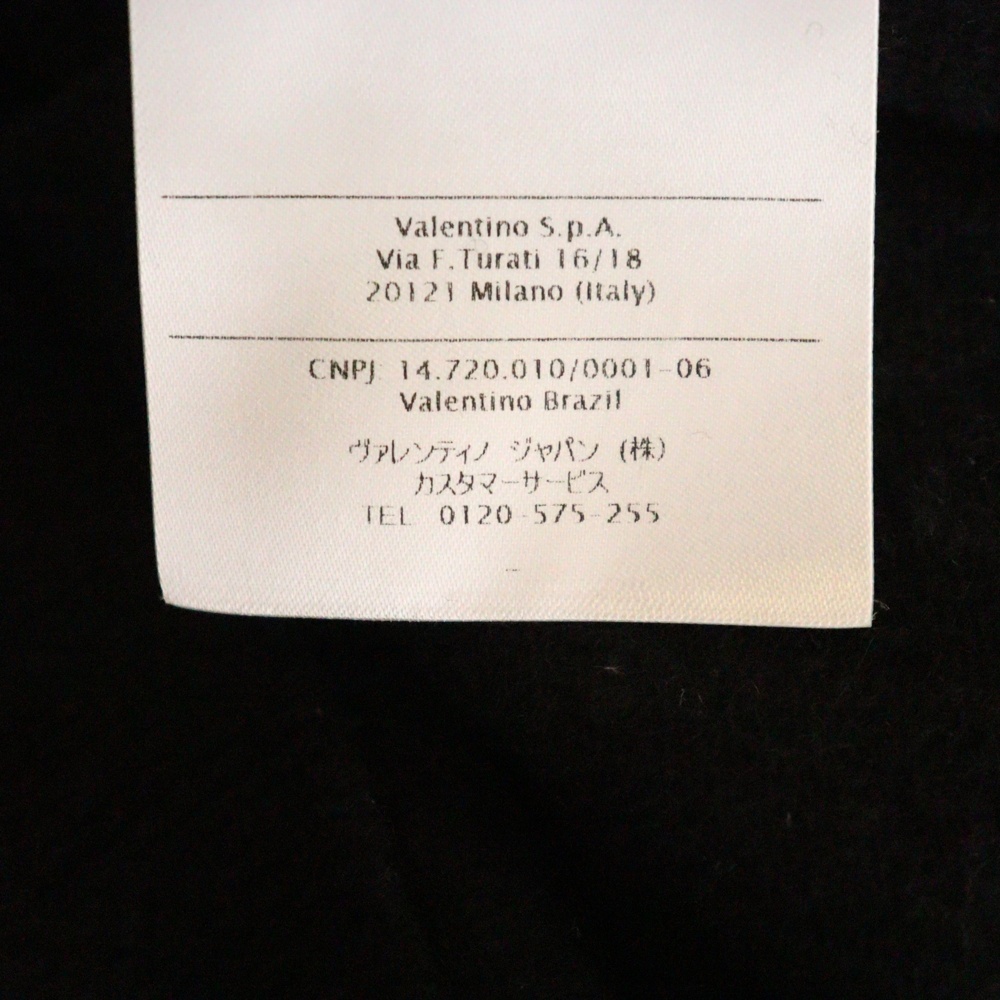 Valentino S.p.A.
Via F.Turati 16/18
20121 Milano (Italy)
CNPJ 14.720.010/0001-06
Valentino Brazil
ヴァレンティノ ジャパン (株)
カスタマーサービス
TEL 0120-575-255